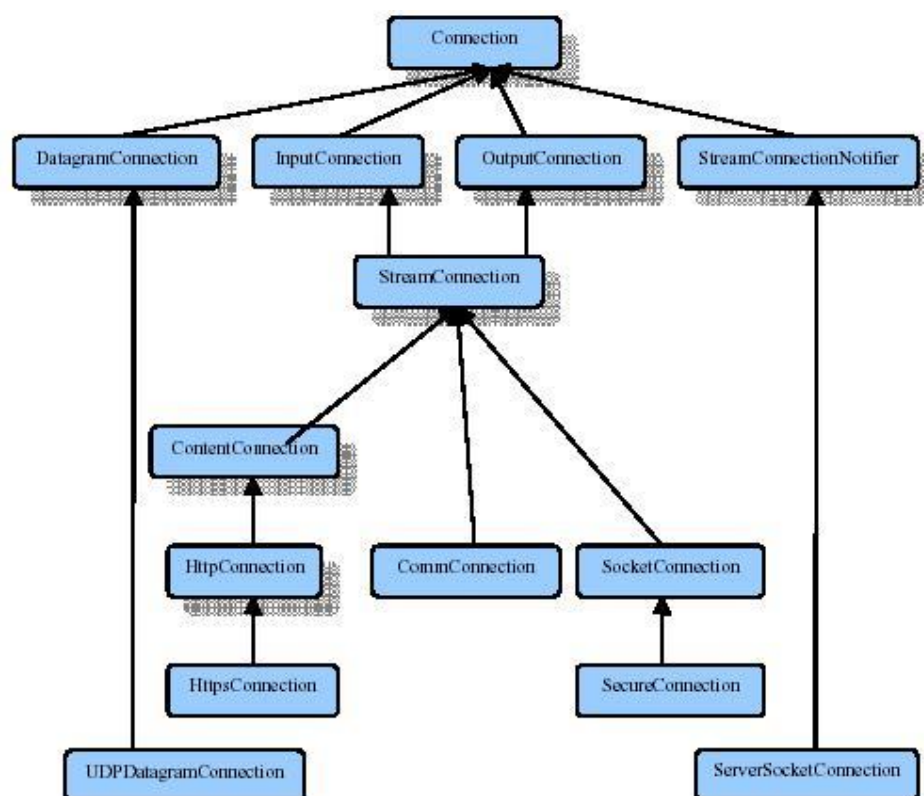 Connection
DatagramConnection
InputConnection
OutputConnection
StreamConnectionNotifier
StreamConnection
ContentConnection
HttpConnection
CommConnection
SocketConnection
HttpsConnection
SecureConnection
UDPDatagramConnection
ServerSocketConnection